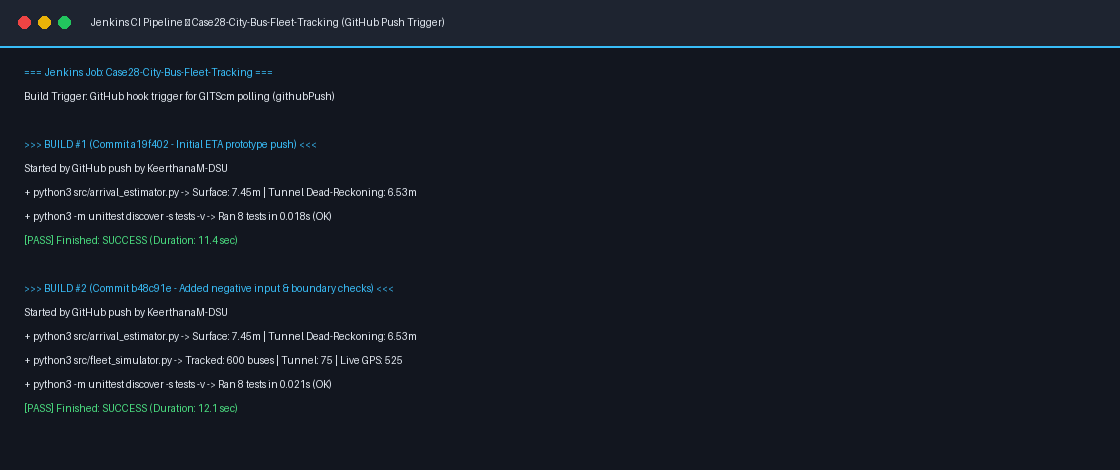 Jenkins CI Pipeline Case28-City-Bus-Fleet-Tracking (GitHub Push Trigger)
=== Jenkins Job: Case28-City-Bus-Fleet-Tracking ===
Build Trigger: GitHub hook trigger for GITScm polling (githubPush)
>>> BUILD #1 (Commit a19f402 - Initial ETA prototype push) <<<
Started by GitHub push by KeerthanaM-DSU
+ python3 src/arrival_estimator.py -> Surface: 7.45m | Tunnel Dead-Reckoning: 6.53m
+ python3 -m unittest discover -s tests -v -> Ran 8 tests in 0.018s (OK)
[PASS] Finished: SUCCESS (Duration: 11.4 sec)
>>> BUILD #2 (Commit b48c91e - Added negative input & boundary checks) <<<
Started by GitHub push by KeerthanaM-DSU
+ python3 src/arrival_estimator.py -> Surface: 7.45m | Tunnel Dead-Reckoning: 6.53m
+ python3 src/fleet_simulator.py -> Tracked: 600 buses | Tunnel: 75 | Live GPS: 525
+ python3 -m unittest discover -s tests -v -> Ran 8 tests in 0.021s (OK)
[PASS] Finished: SUCCESS (Duration: 12.1 sec)